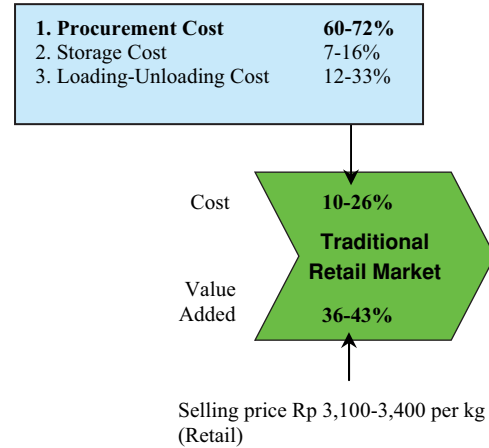 1. Procurement Cost 60-72%
2. Storage Cost 7-16%
3. Loading-Unloading Cost 12-33%
Cost 10-26%
Traditional
Retail Market
Value
Added 36-43%
Selling price Rp 3,100-3,400 per kg
(Retail)